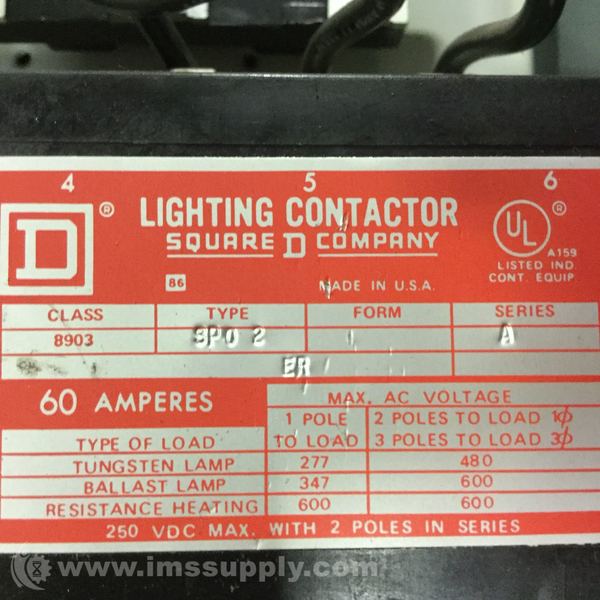 4 5 6
D ® LIGHTING CONTACTOR UL ®
SQUARE D COMPANY A159
LISTED IND
CONT. EQUIP
86 MADE IN U.S.A.
CLASS TYPE FORM SERIES
8903 SPO 2 A
ER
60 AMPERES MAX. AC VOLTAGE
1 POLE 2 POLES TO LOAD 1Ø
TYPE OF LOAD TO LOAD 3 POLES TO LOAD 3Ø
TUNGSTEN LAMP 277 480
BALLAST LAMP 347 600
RESISTANCE HEATING 600 600
250 VDC MAX. WITH 2 POLES IN SERIES
www.imssupply.com